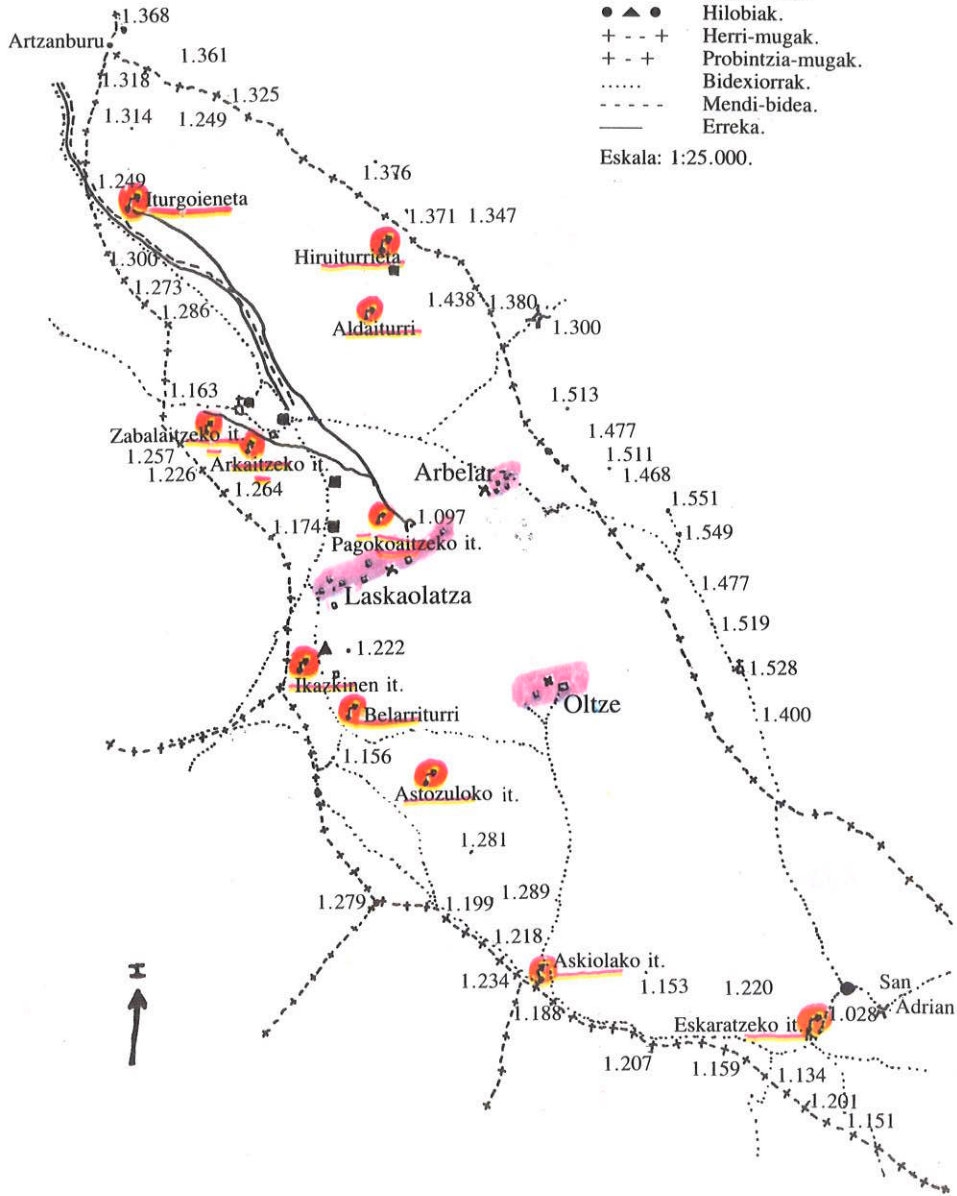 1.368
Hilobiak.
Artzanburu
Herri-mugak.
1.361
Probintzia-mugak.
1.318
Bidexiorrak.
1.325
Mendi-bidea.
1.314
1.249
Erreka.
Eskala: 1:25.000.
1.376
1.249
Iturgoieneta
1.371
1.347
Hiruiturrieta
1.300
1.273
1.438
1.380
1.286
Aldaiturri
1.300
1.163
1.513
Zabalaitzeko it.
1.477
1.257
Arkaitzeko it.
1.511
1.226
Arbelar
1.468
1.264
1.551
1.174
1.097
1.549
Pagokoaitzeko it.
1.477
Laskaolatza
1.519
1.222
1.528
Ikazkinen it.
Oltze
Belarriturri
1.400
1.156
Astozuloko it.
1.281
1.289
1.279
1.199
1.218
Askiolako it.
1.234
1.153
1.220
San
Adrian
1.188
Eskaratzeko it.
1.028
1.207
1.159
1.134
1.201
1.151